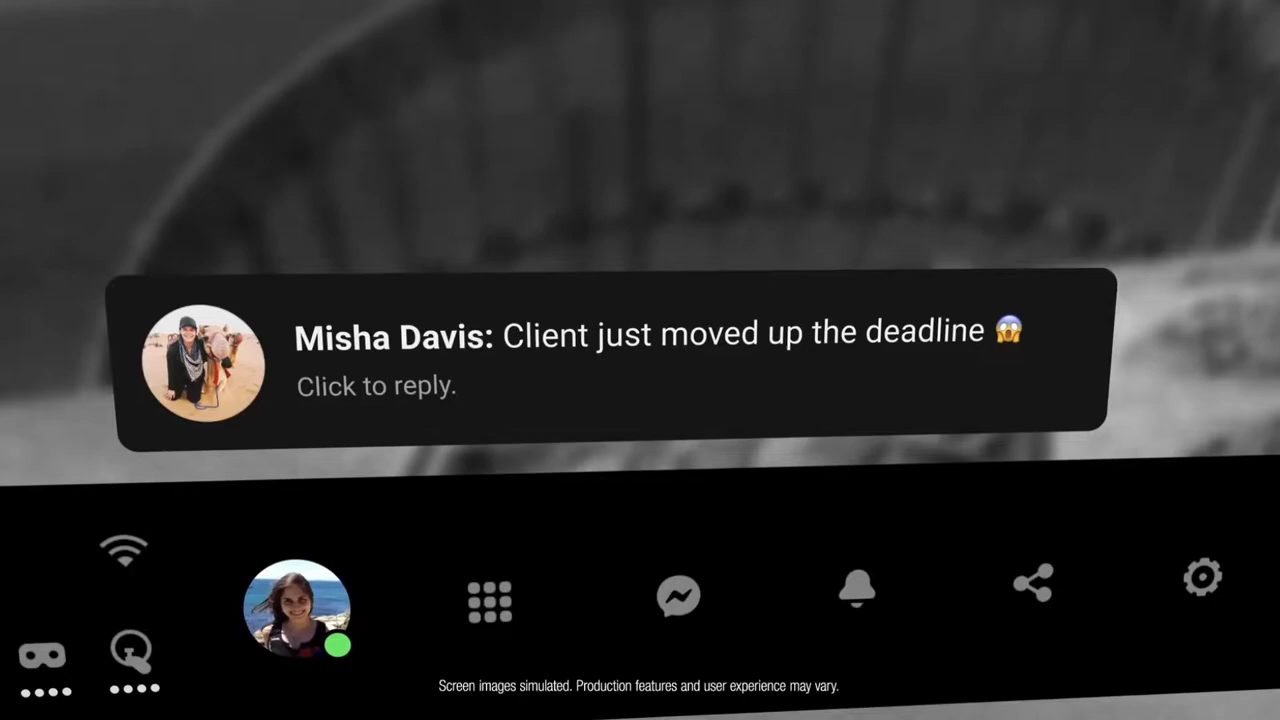 Misha Davis: Client just moved up the deadline 😱
Click to reply.
Screen images simulated. Production features and user experience may vary.